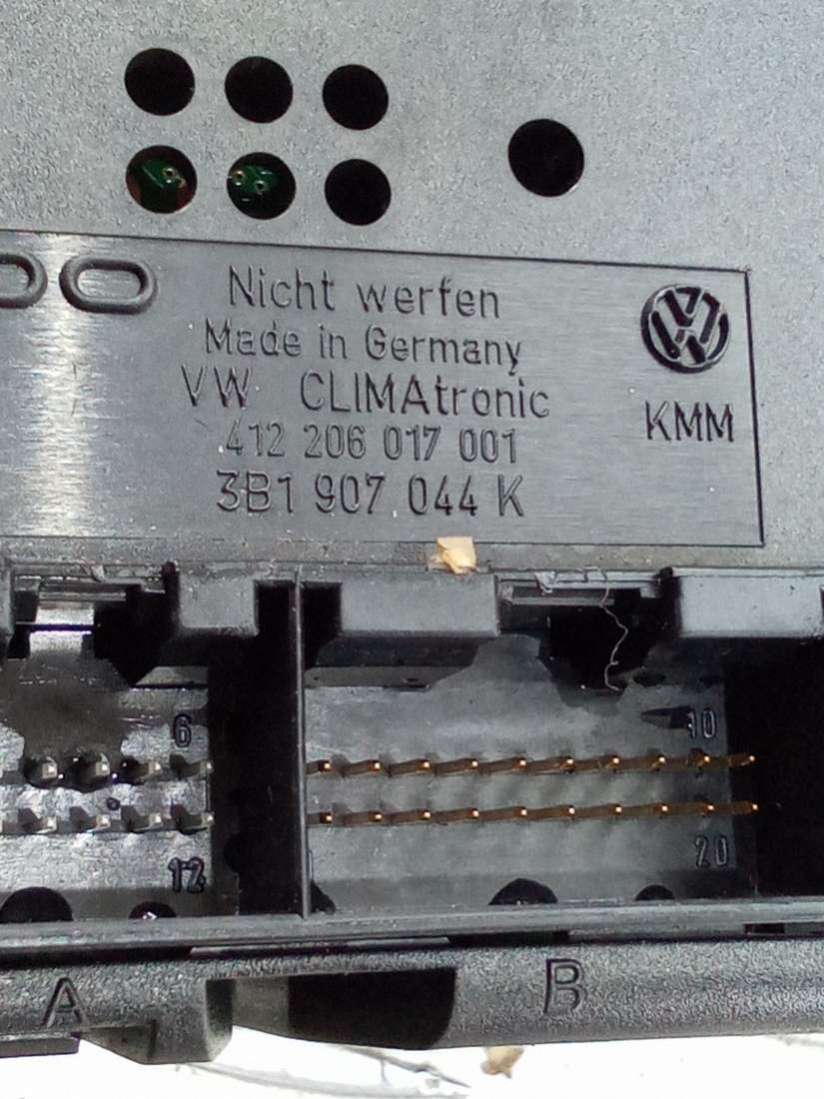 Nicht werfen
Made in Germany
VW CLIMAtronic
KMM
412 206 017 001
3B1 907 044 K
6
10
12
20
A
B